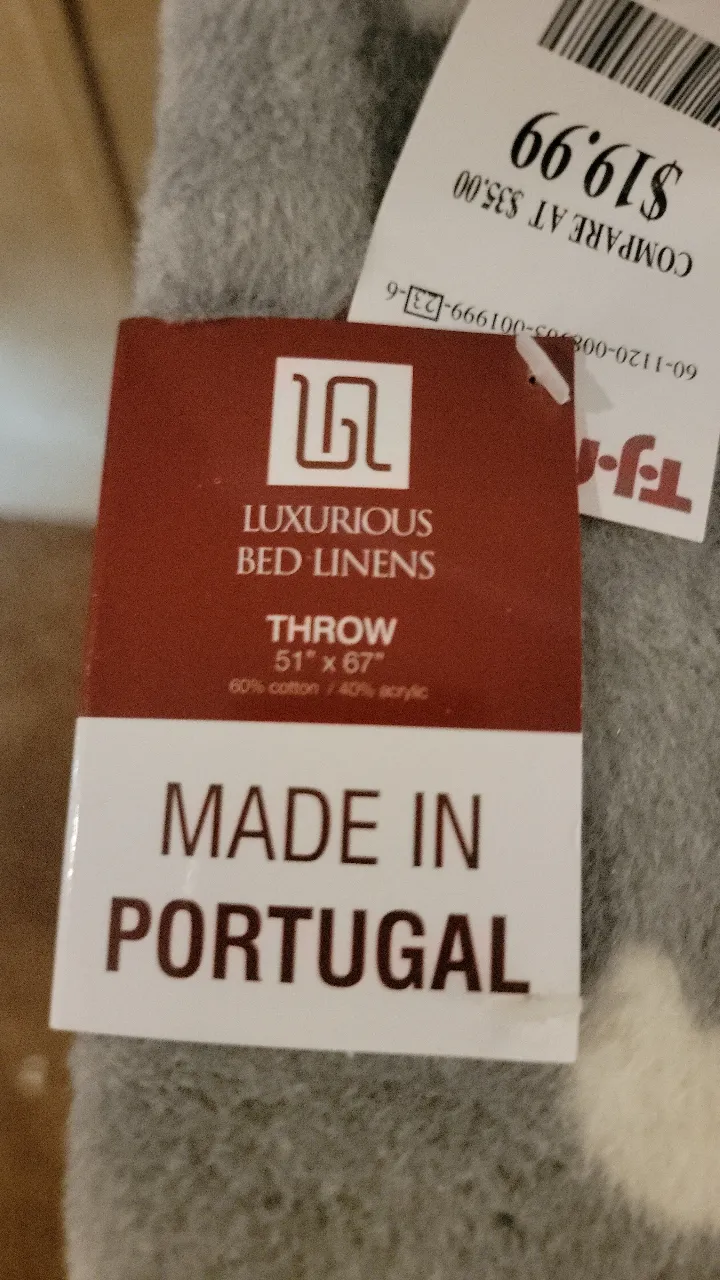 LUXURIOUS
BED LINENS
THROW
51" x 67"
60% cotton / 40% acrylic
MADE IN
PORTUGAL
COMPARE AT $35.00
$19.99